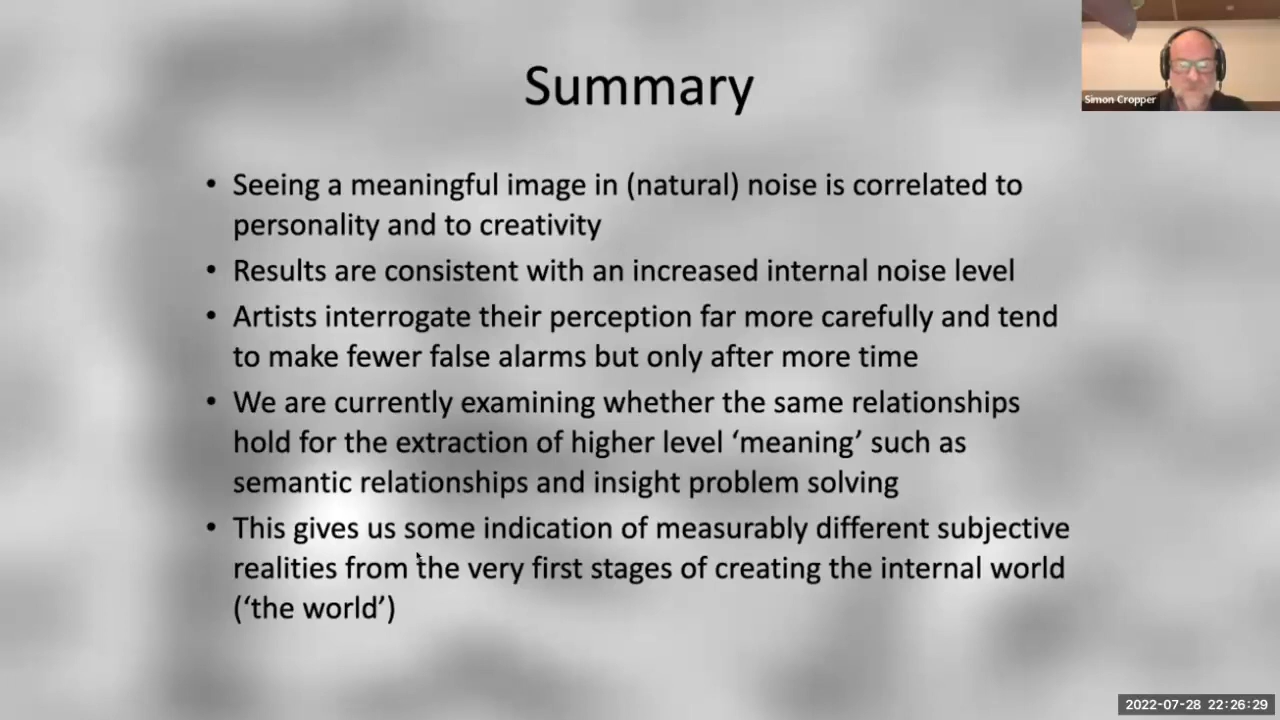 Summary
Simon Cropper
• Seeing a meaningful image in (natural) noise is correlated to
personality and to creativity
• Results are consistent with an increased internal noise level
• Artists interrogate their perception far more carefully and tend
to make fewer false alarms but only after more time
• We are currently examining whether the same relationships
hold for the extraction of higher level ‘meaning’ such as
semantic relationships and insight problem solving
• This gives us some indication of measurably different subjective
realities from the very first stages of creating the internal world
(‘the world’)
2022-07-28 22:26:29